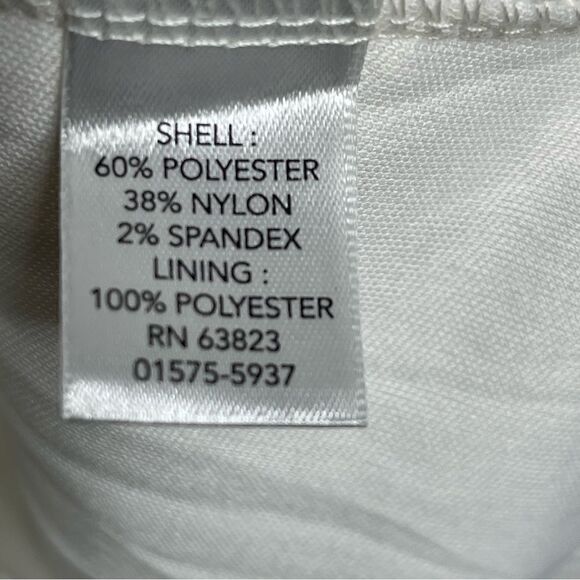 SHELL :
60% POLYESTER
38% NYLON
2% SPANDEX
LINING :
100% POLYESTER
RN 63823
01575-5937